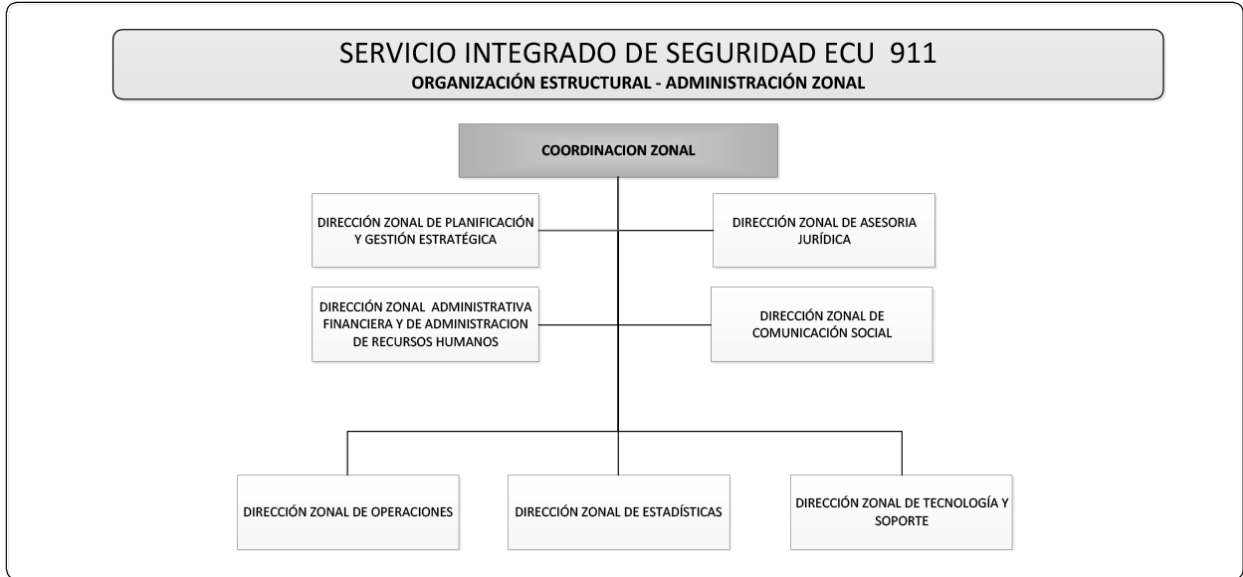 SERVICIO INTEGRADO DE SEGURIDAD ECU 911
ORGANIZACIÓN ESTRUCTURAL - ADMINISTRACIÓN ZONAL
COORDINACION ZONAL
DIRECCIÓN ZONAL DE PLANIFICACIÓN
Y GESTIÓN ESTRATÉGICA
DIRECCIÓN ZONAL DE ASESORIA
JURÍDICA
DIRECCIÓN ZONAL ADMINISTRATIVA
FINANCIERA Y DE ADMINISTRACION
DE RECURSOS HUMANOS
DIRECCIÓN ZONAL DE
COMUNICACIÓN SOCIAL
DIRECCIÓN ZONAL DE OPERACIONES
DIRECCIÓN ZONAL DE ESTADÍSTICAS
DIRECCIÓN ZONAL DE TECNOLOGÍA Y
SOPORTE